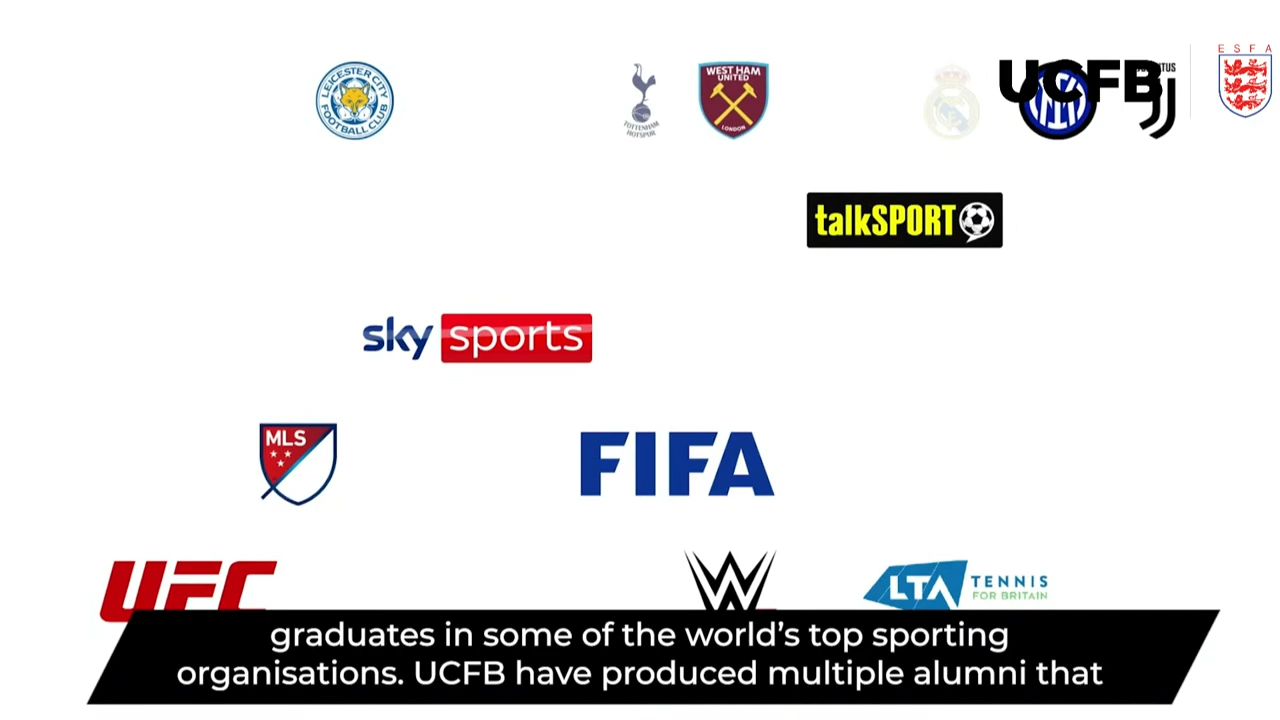 ESFA
UCFB
LEICESTER CITY
FOOTBALL CLUB
TOTTENHAM
HOTSPUR
WEST HAM
UNITED
LONDON
talkSPORT
sky sports
MLS
FIFA
UFC
W
LTA TENNIS
FOR BRITAIN
graduates in some of the world's top sporting
organisations. UCFB have produced multiple alumni that